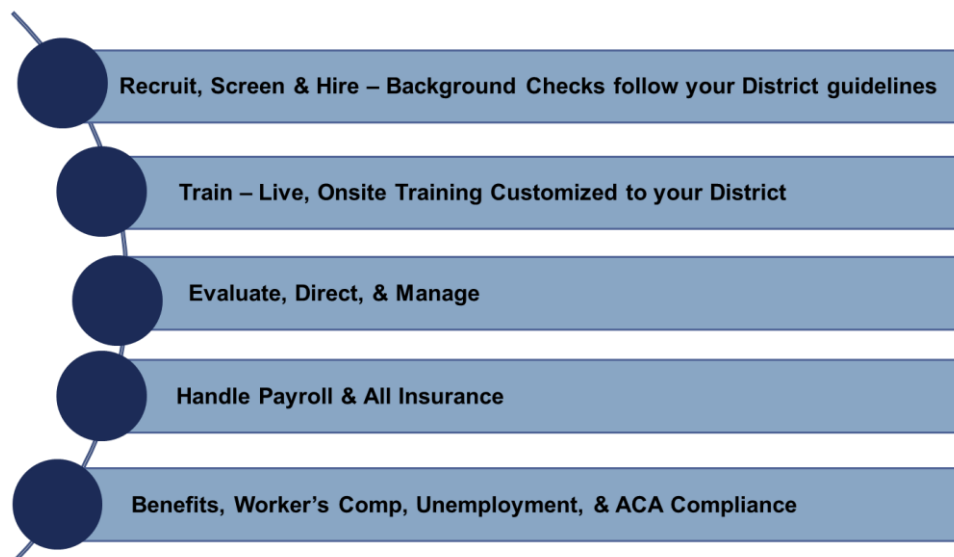 Recruit, Screen & Hire – Background Checks follow your District guidelines
Train – Live, Onsite Training Customized to your District
Evaluate, Direct, & Manage
Handle Payroll & All Insurance
Benefits, Worker’s Comp, Unemployment, & ACA Compliance